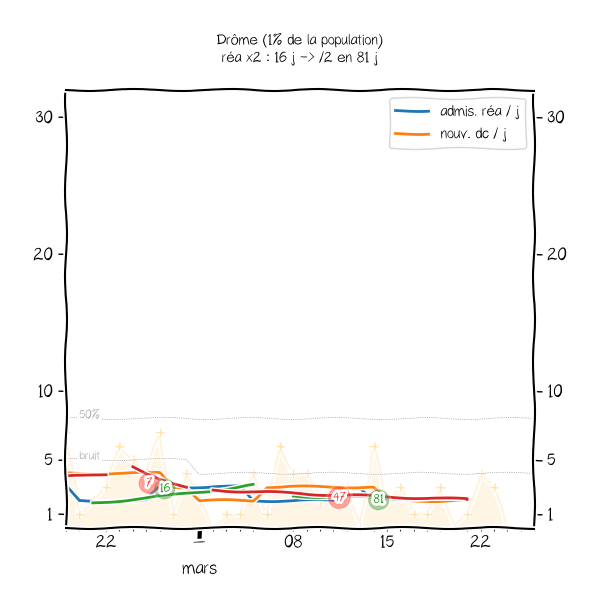 Drôme (1% de la population)
réa x2 : 16 j -> /2 en 81 j
admis. réa / j
nouv. dc / j
30 30
20 20
10 10
50%
5 bruit 5
7 16 47 81
1 1
22 1 08 15 22
mars